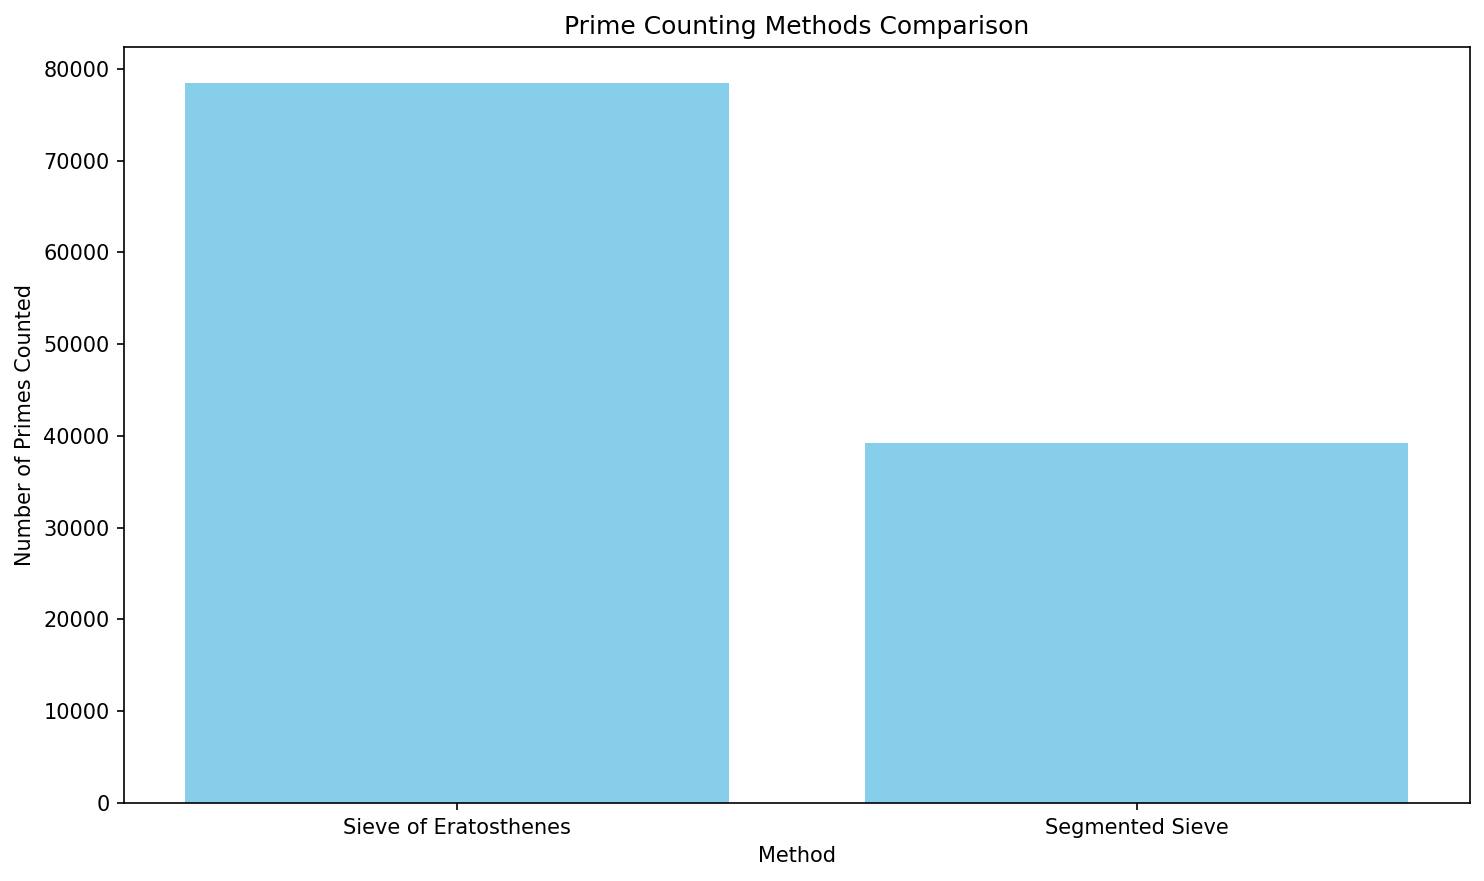 Prime Counting Methods Comparison
Number of Primes Counted
80000
70000
60000
50000
40000
30000
20000
10000
0
Sieve of Eratosthenes
Segmented Sieve
Method